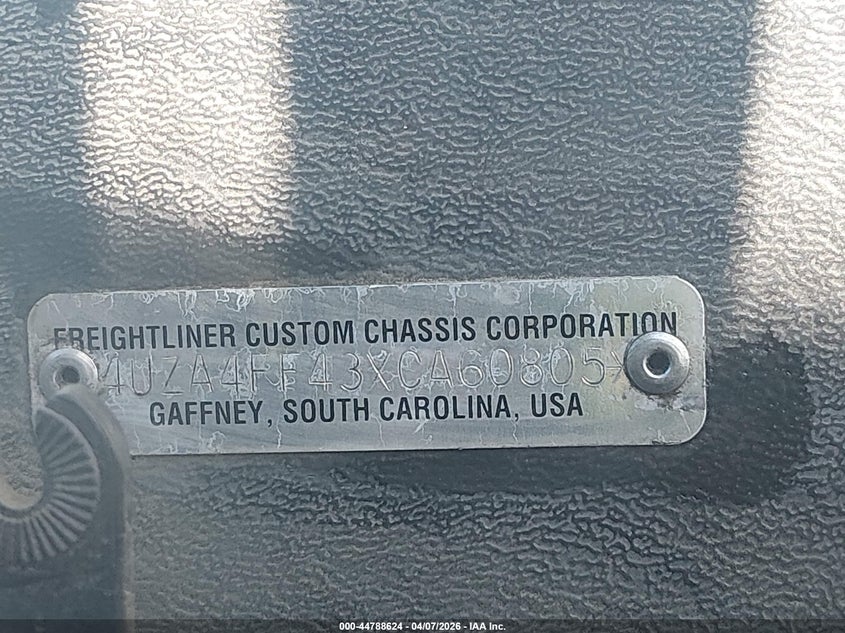 FREIGHTLINER CUSTOM CHASSIS CORPORATION
4UZA4FF43XCA60805
GAFFNEY, SOUTH CAROLINA, USA
000-44788624 - 04/07/2026 - IAA Inc.